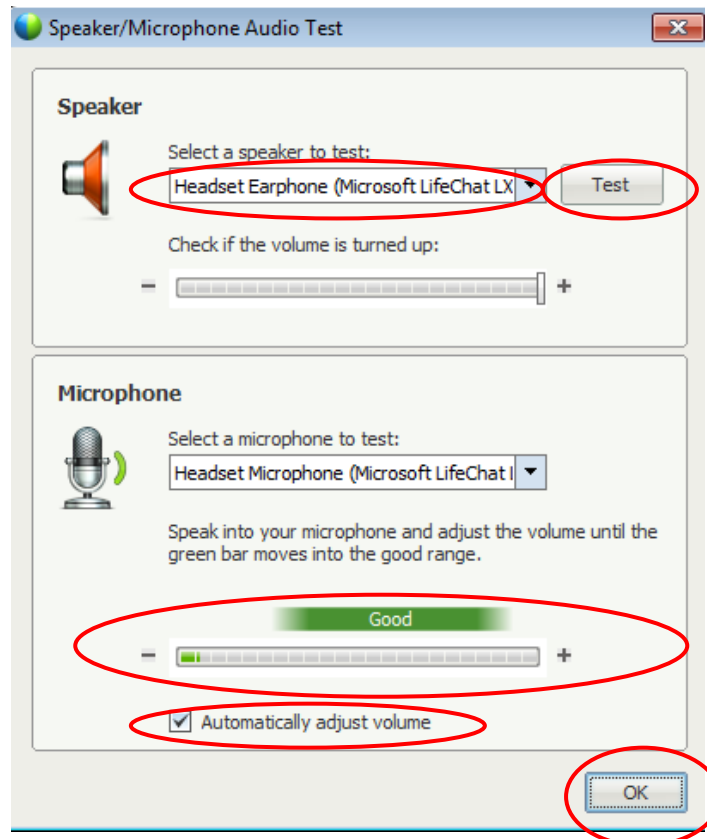 Speaker/Microphone Audio Test
Speaker
Select a speaker to test:
Headset Earphone (Microsoft LifeChat LX
Test
Check if the volume is turned up:
- +
Microphone
Select a microphone to test:
Headset Microphone (Microsoft LifeChat
Speak into your microphone and adjust the volume until the
green bar moves into the good range.
Good
- +
Automatically adjust volume
OK